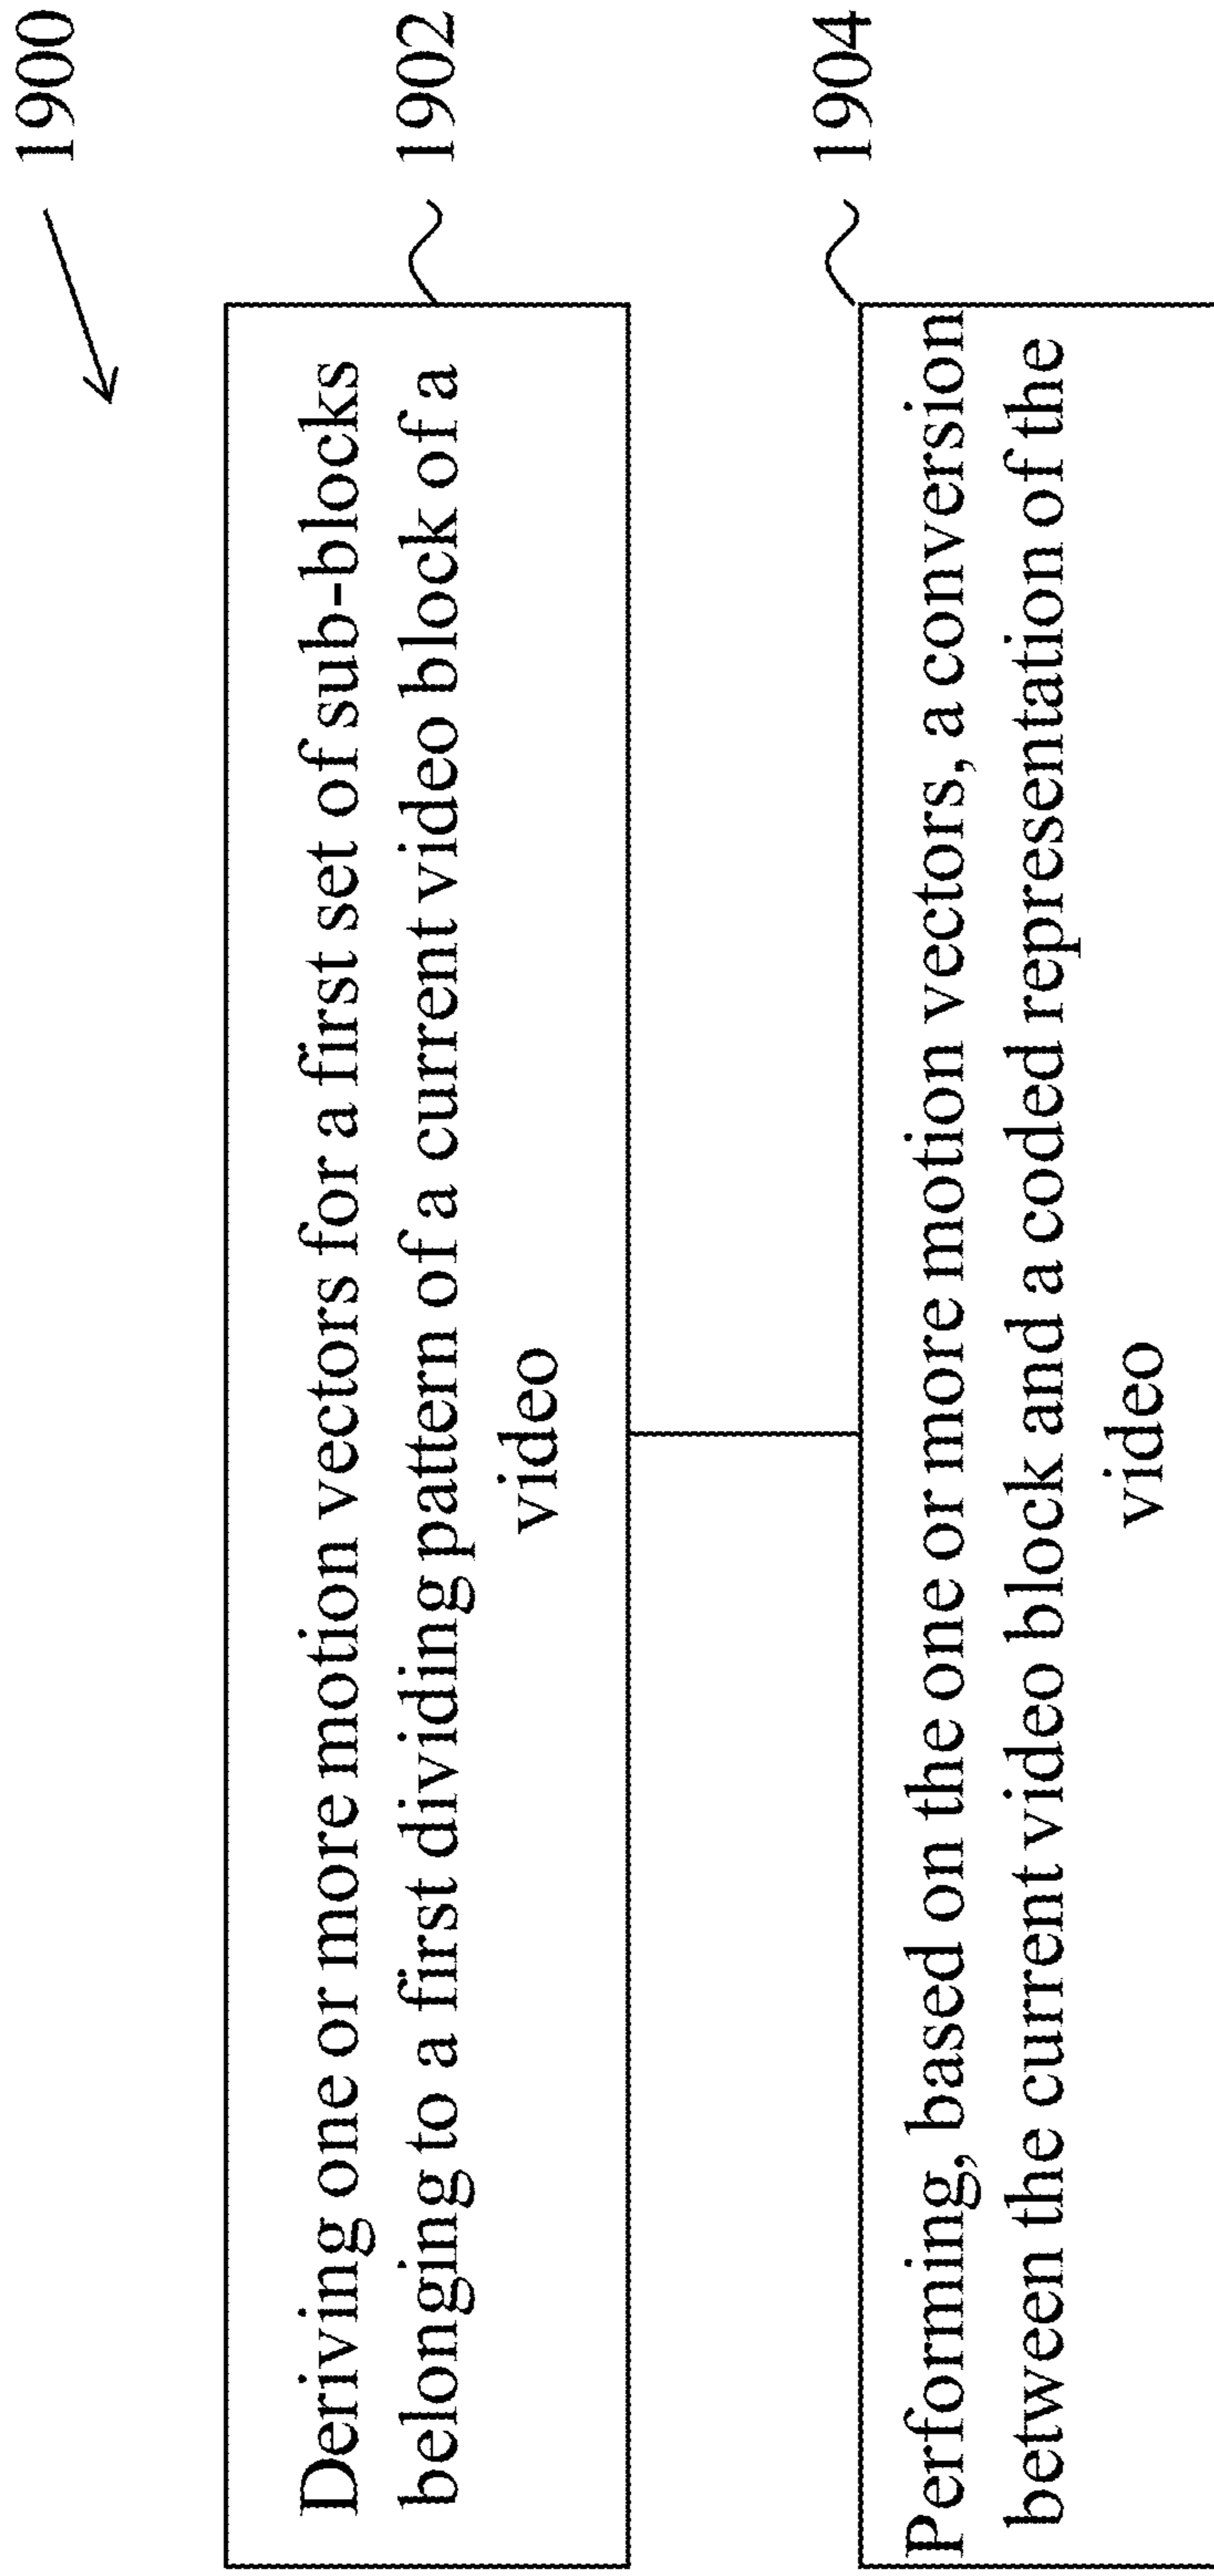 1900
Deriving one or more motion vectors for a first set of sub-blocks
belonging to a first dividing pattern of a current video block of a
video
1902
Performing, based on the one or more motion vectors, a conversion
between the current video block and a coded representation of the
video
1904